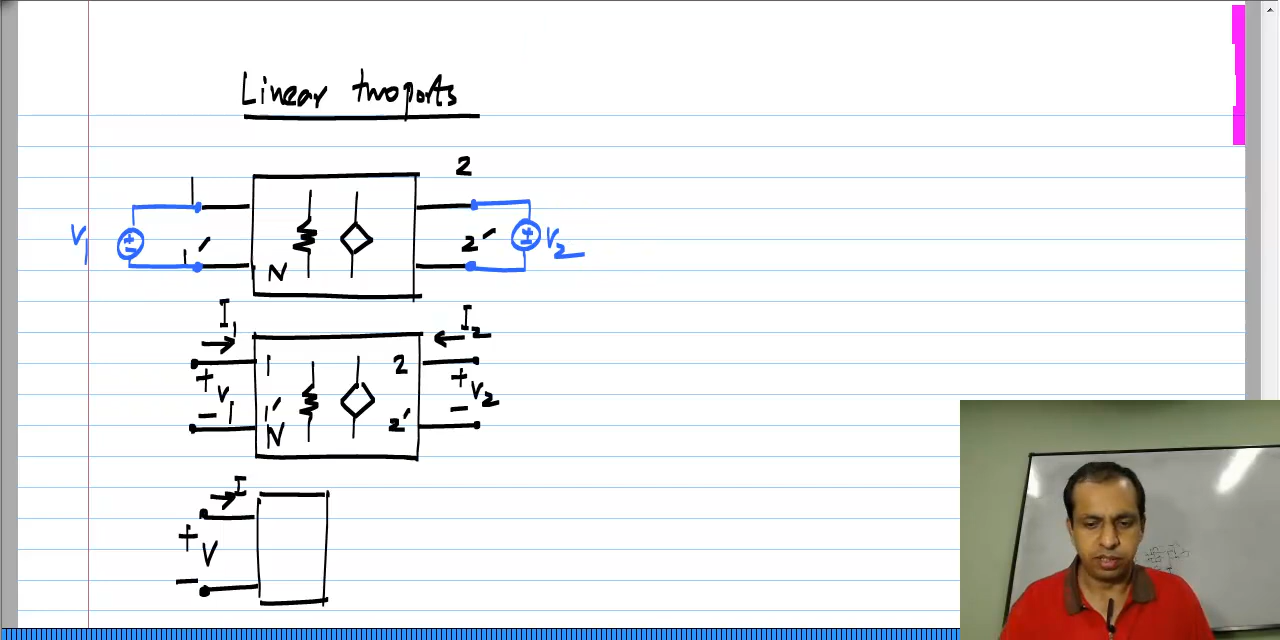 Linear twoports
1 2
V1 + - 1' N 2' + - V2
I1 I2
+ V1 - 1 1' N 2 2' + V2 -
I
+ V -